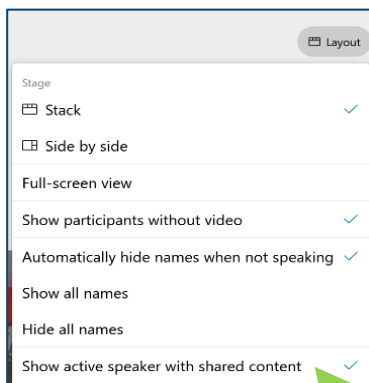 Layout
Stage
Stack
Side by side
Full-screen view
Show participants without video
Automatically hide names when not speaking
Show all names
Hide all names
Show active speaker with shared content